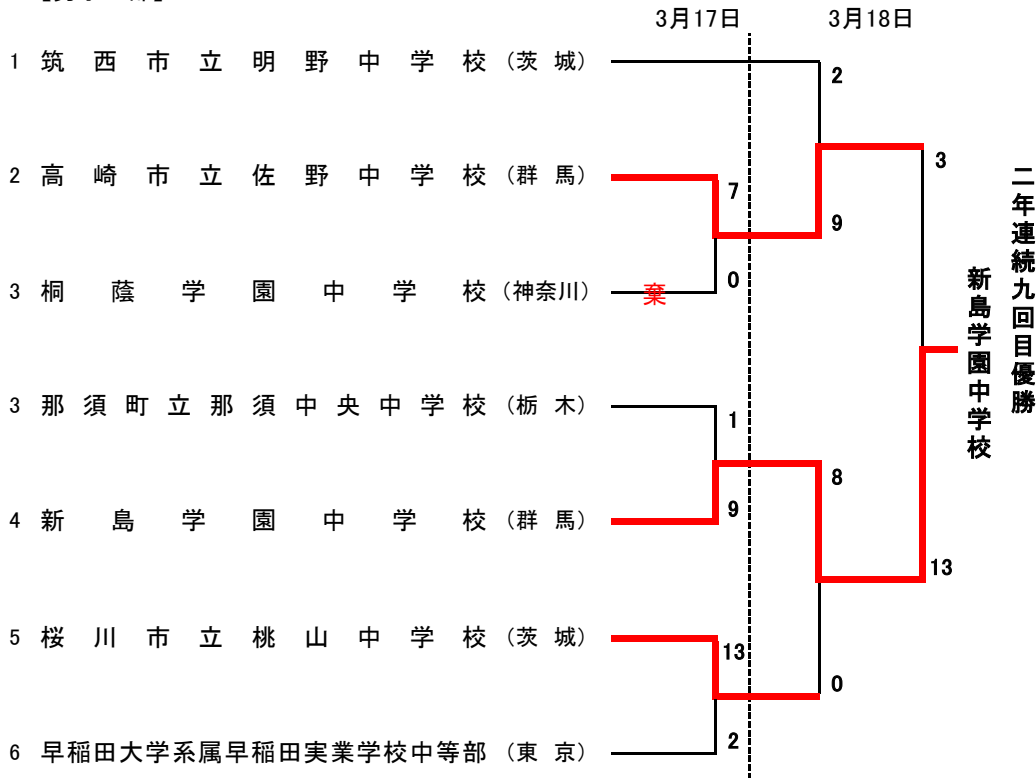 3月17日 3月18日
1 筑西市立明野中学校 (茨城)
2
2 高崎市立佐野中学校 (群馬)
7
9
3
0
3 桐蔭学園中学校 (神奈川) 棄
3 那須町立那須中央中学校 (栃木)
1
8
4 新島学園中学校 (群馬)
9
13
5 桜川市立桃山中学校 (茨城)
13
0
6 早稲田大学系属早稲田実業学校中等部 (東京)
2
二年連続九回目優勝
新島学園中学校